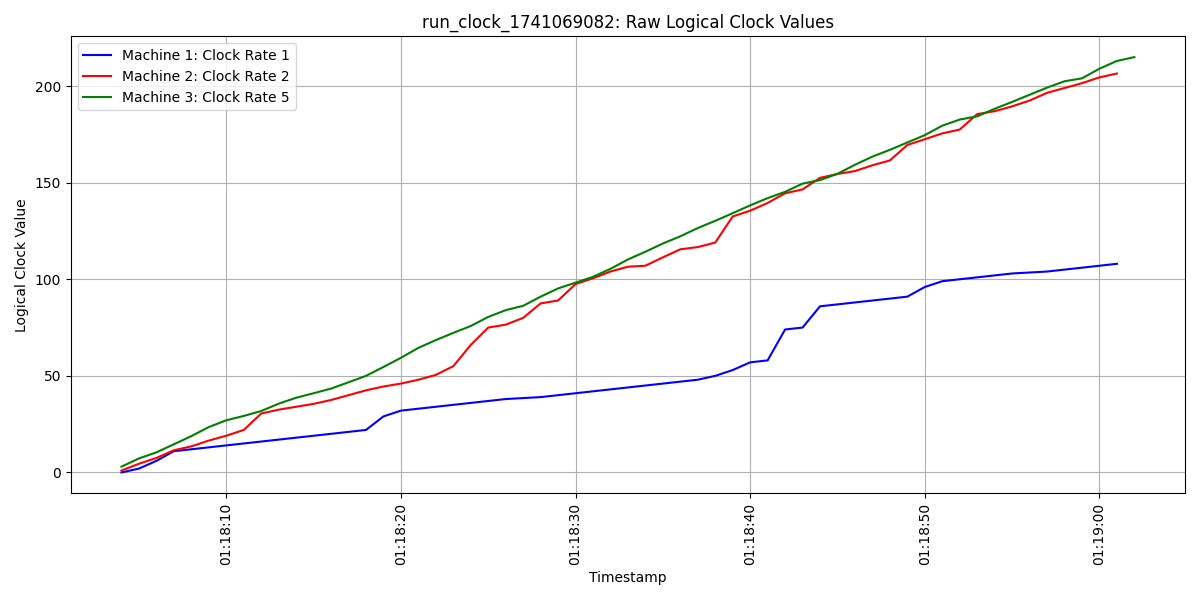 run_clock_1741069082: Raw Logical Clock Values
Machine 1: Clock Rate 1
Machine 2: Clock Rate 2
Machine 3: Clock Rate 5
Logical Clock Value
200
150
100
50
0
01:18:10
01:18:20
01:18:30
01:18:40
01:18:50
01:19:00
Timestamp